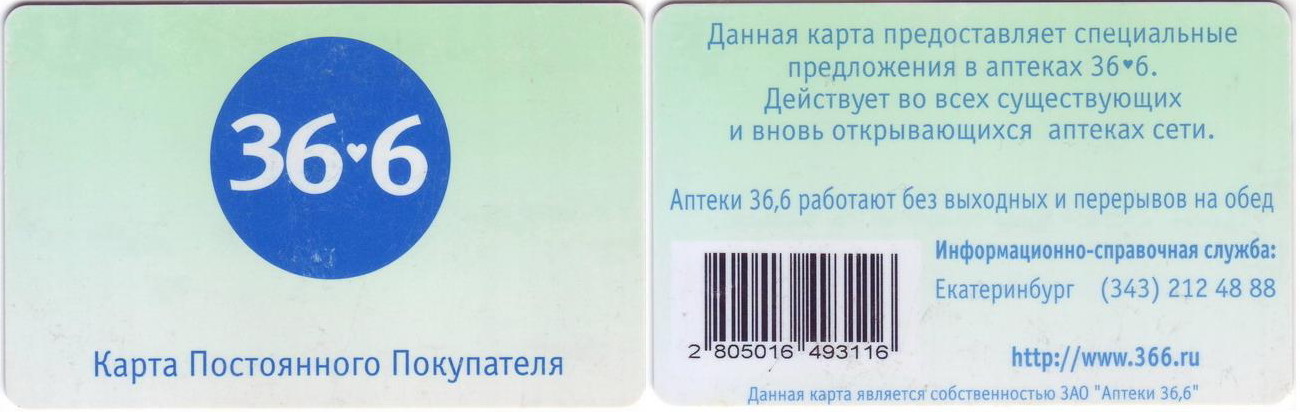 36♥6
Карта Постоянного Покупателя
Данная карта предоставляет специальные
предложения в аптеках 36♥6.
Действует во всех существующих
и вновь открывающихся аптеках сети.
Аптеки 36,6 работают без выходных и перерывов на обед
Информационно-справочная служба:
Екатеринбург (343) 212 48 88
2 805016 493116
http://www.366.ru
Данная карта является собственностью ЗАО "Аптеки 36,6"